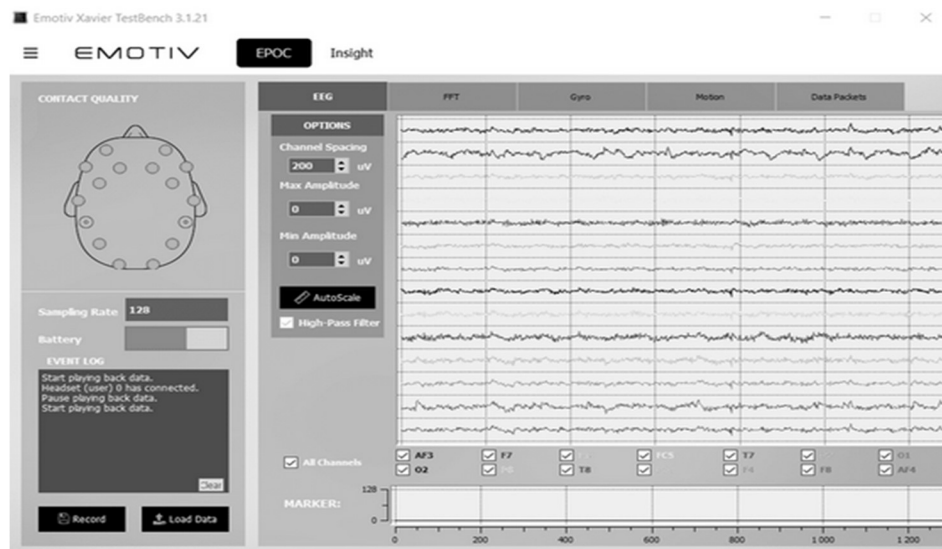 Emotiv Xavier TestBench 3.1.21
EMOTIV EPOC Insight
CONTACT QUALITY
EEG FFT Gyro Motion Data Packets
OPTIONS
Channel Spacing
200 uV
Max Amplitude
0 uV
Min Amplitude
0 uV
AutoScale
High-Pass Filter
Sampling Rate 128
Battery
EVENT LOG
Start playing back data.
Headset (user) 0 has connected.
Pause playing back data.
Start playing back data.
Clear
Record Load Data
All Channels
AF3 F7 FC5 T7 O1
O2 P8 T8 F4 F8 AF4
MARKER:
128
0
0 200 400 600 800 1 000 1 200